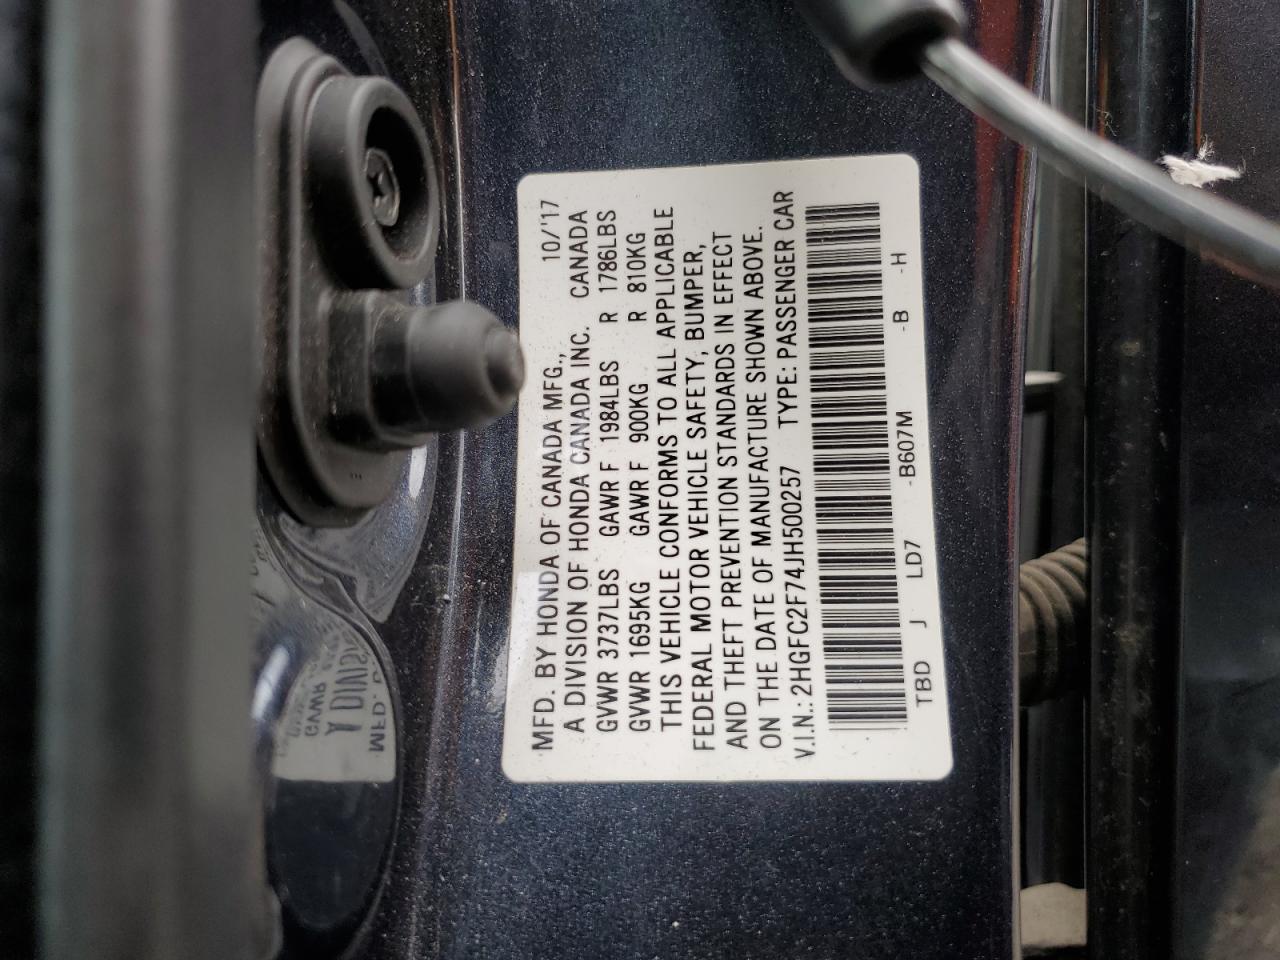 MFD. BY HONDA OF CANADA MFG., 10/17
A DIVISION OF HONDA CANADA INC. CANADA
GVWR 3737LBS GAWR F 1984LBS R 1786LBS
GVWR 1695KG GAWR F 900KG R 810KG
THIS VEHICLE CONFORMS TO ALL APPLICABLE
FEDERAL MOTOR VEHICLE SAFETY, BUMPER,
AND THEFT PREVENTION STANDARDS IN EFFECT
ON THE DATE OF MANUFACTURE SHOWN ABOVE.
V.I.N.: 2HGFC2F74JH500257 TYPE: PASSENGER CAR
TBD J LD7 -B607M -B -H